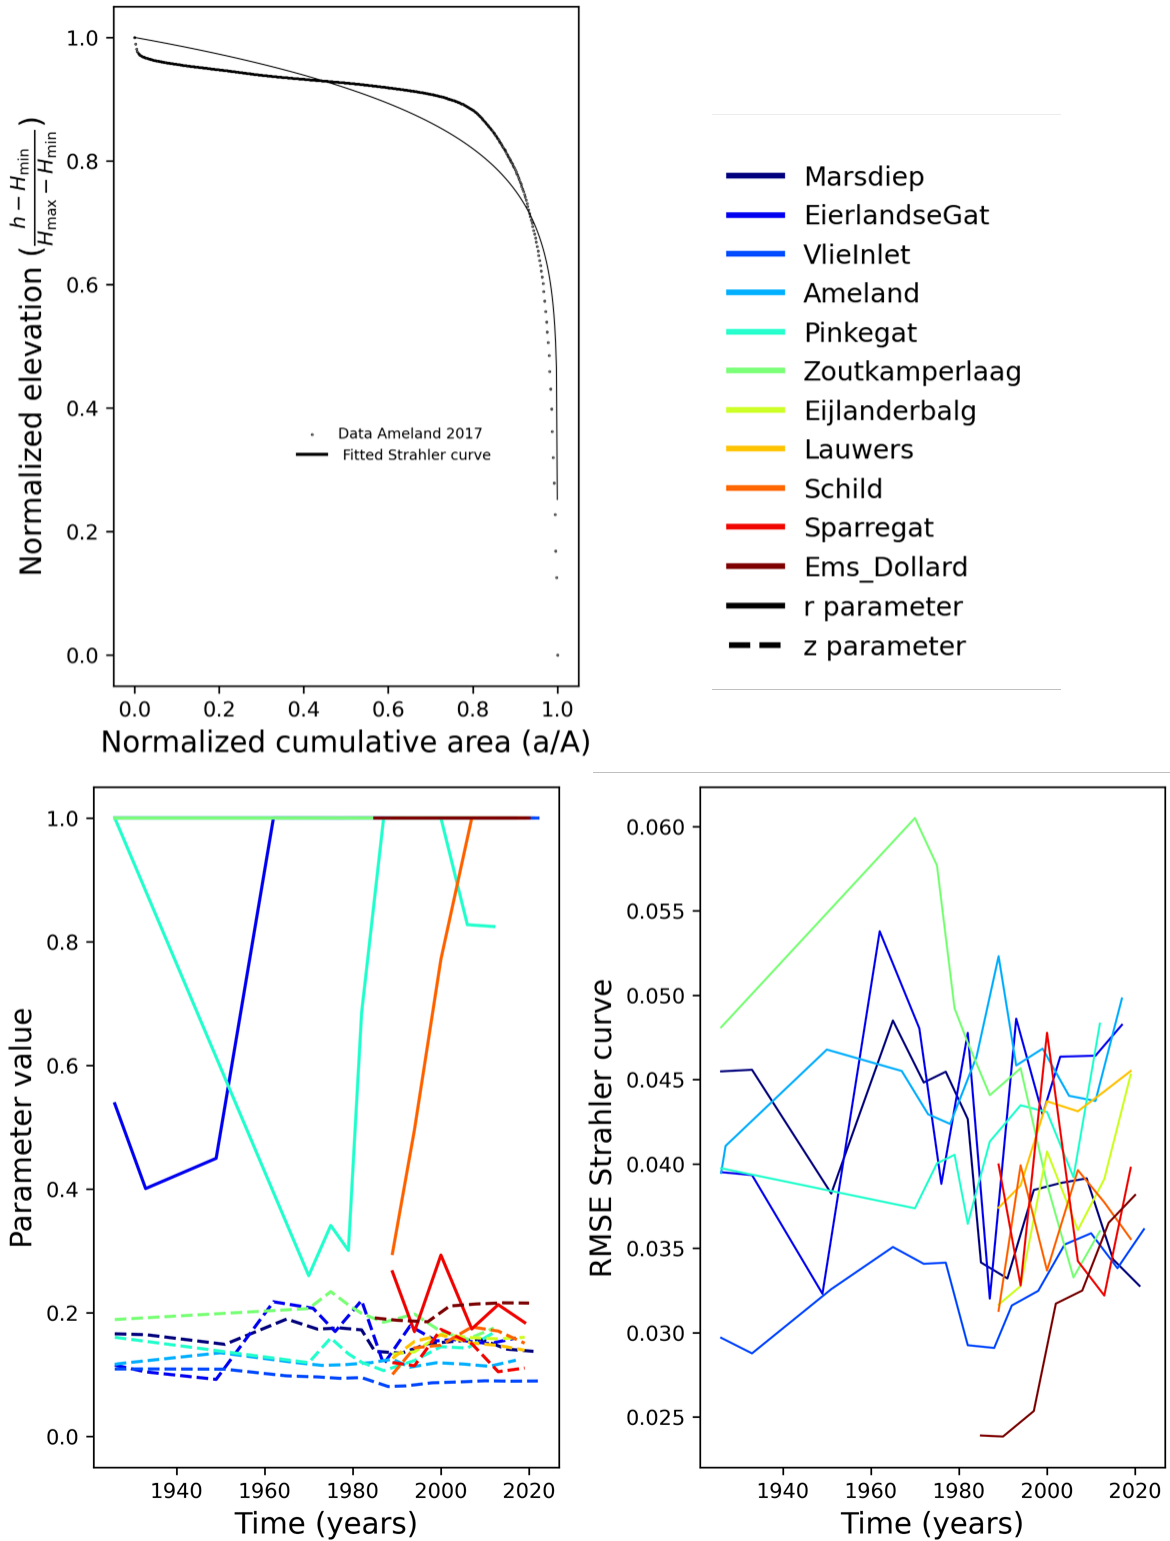 1.0
0.8
0.6
0.4
0.2
0.0
Normalized elevation (h − Hmin / Hmax − Hmin)
Data Ameland 2017
Fitted Strahler curve
0.0 0.2 0.4 0.6 0.8 1.0
Normalized cumulative area (a/A)
Marsdiep
EierlandseGat
VlieInlet
Ameland
Pinkegat
Zoutkamperlaag
Eijlanderbalg
Lauwers
Schild
Sparregat
Ems_Dollard
r parameter
z parameter
1.0
0.8
0.6
0.4
0.2
0.0
Parameter value
1940 1960 1980 2000 2020
Time (years)
0.060
0.055
0.050
0.045
0.040
0.035
0.030
0.025
RMSE Strahler curve
1940 1960 1980 2000 2020
Time (years)